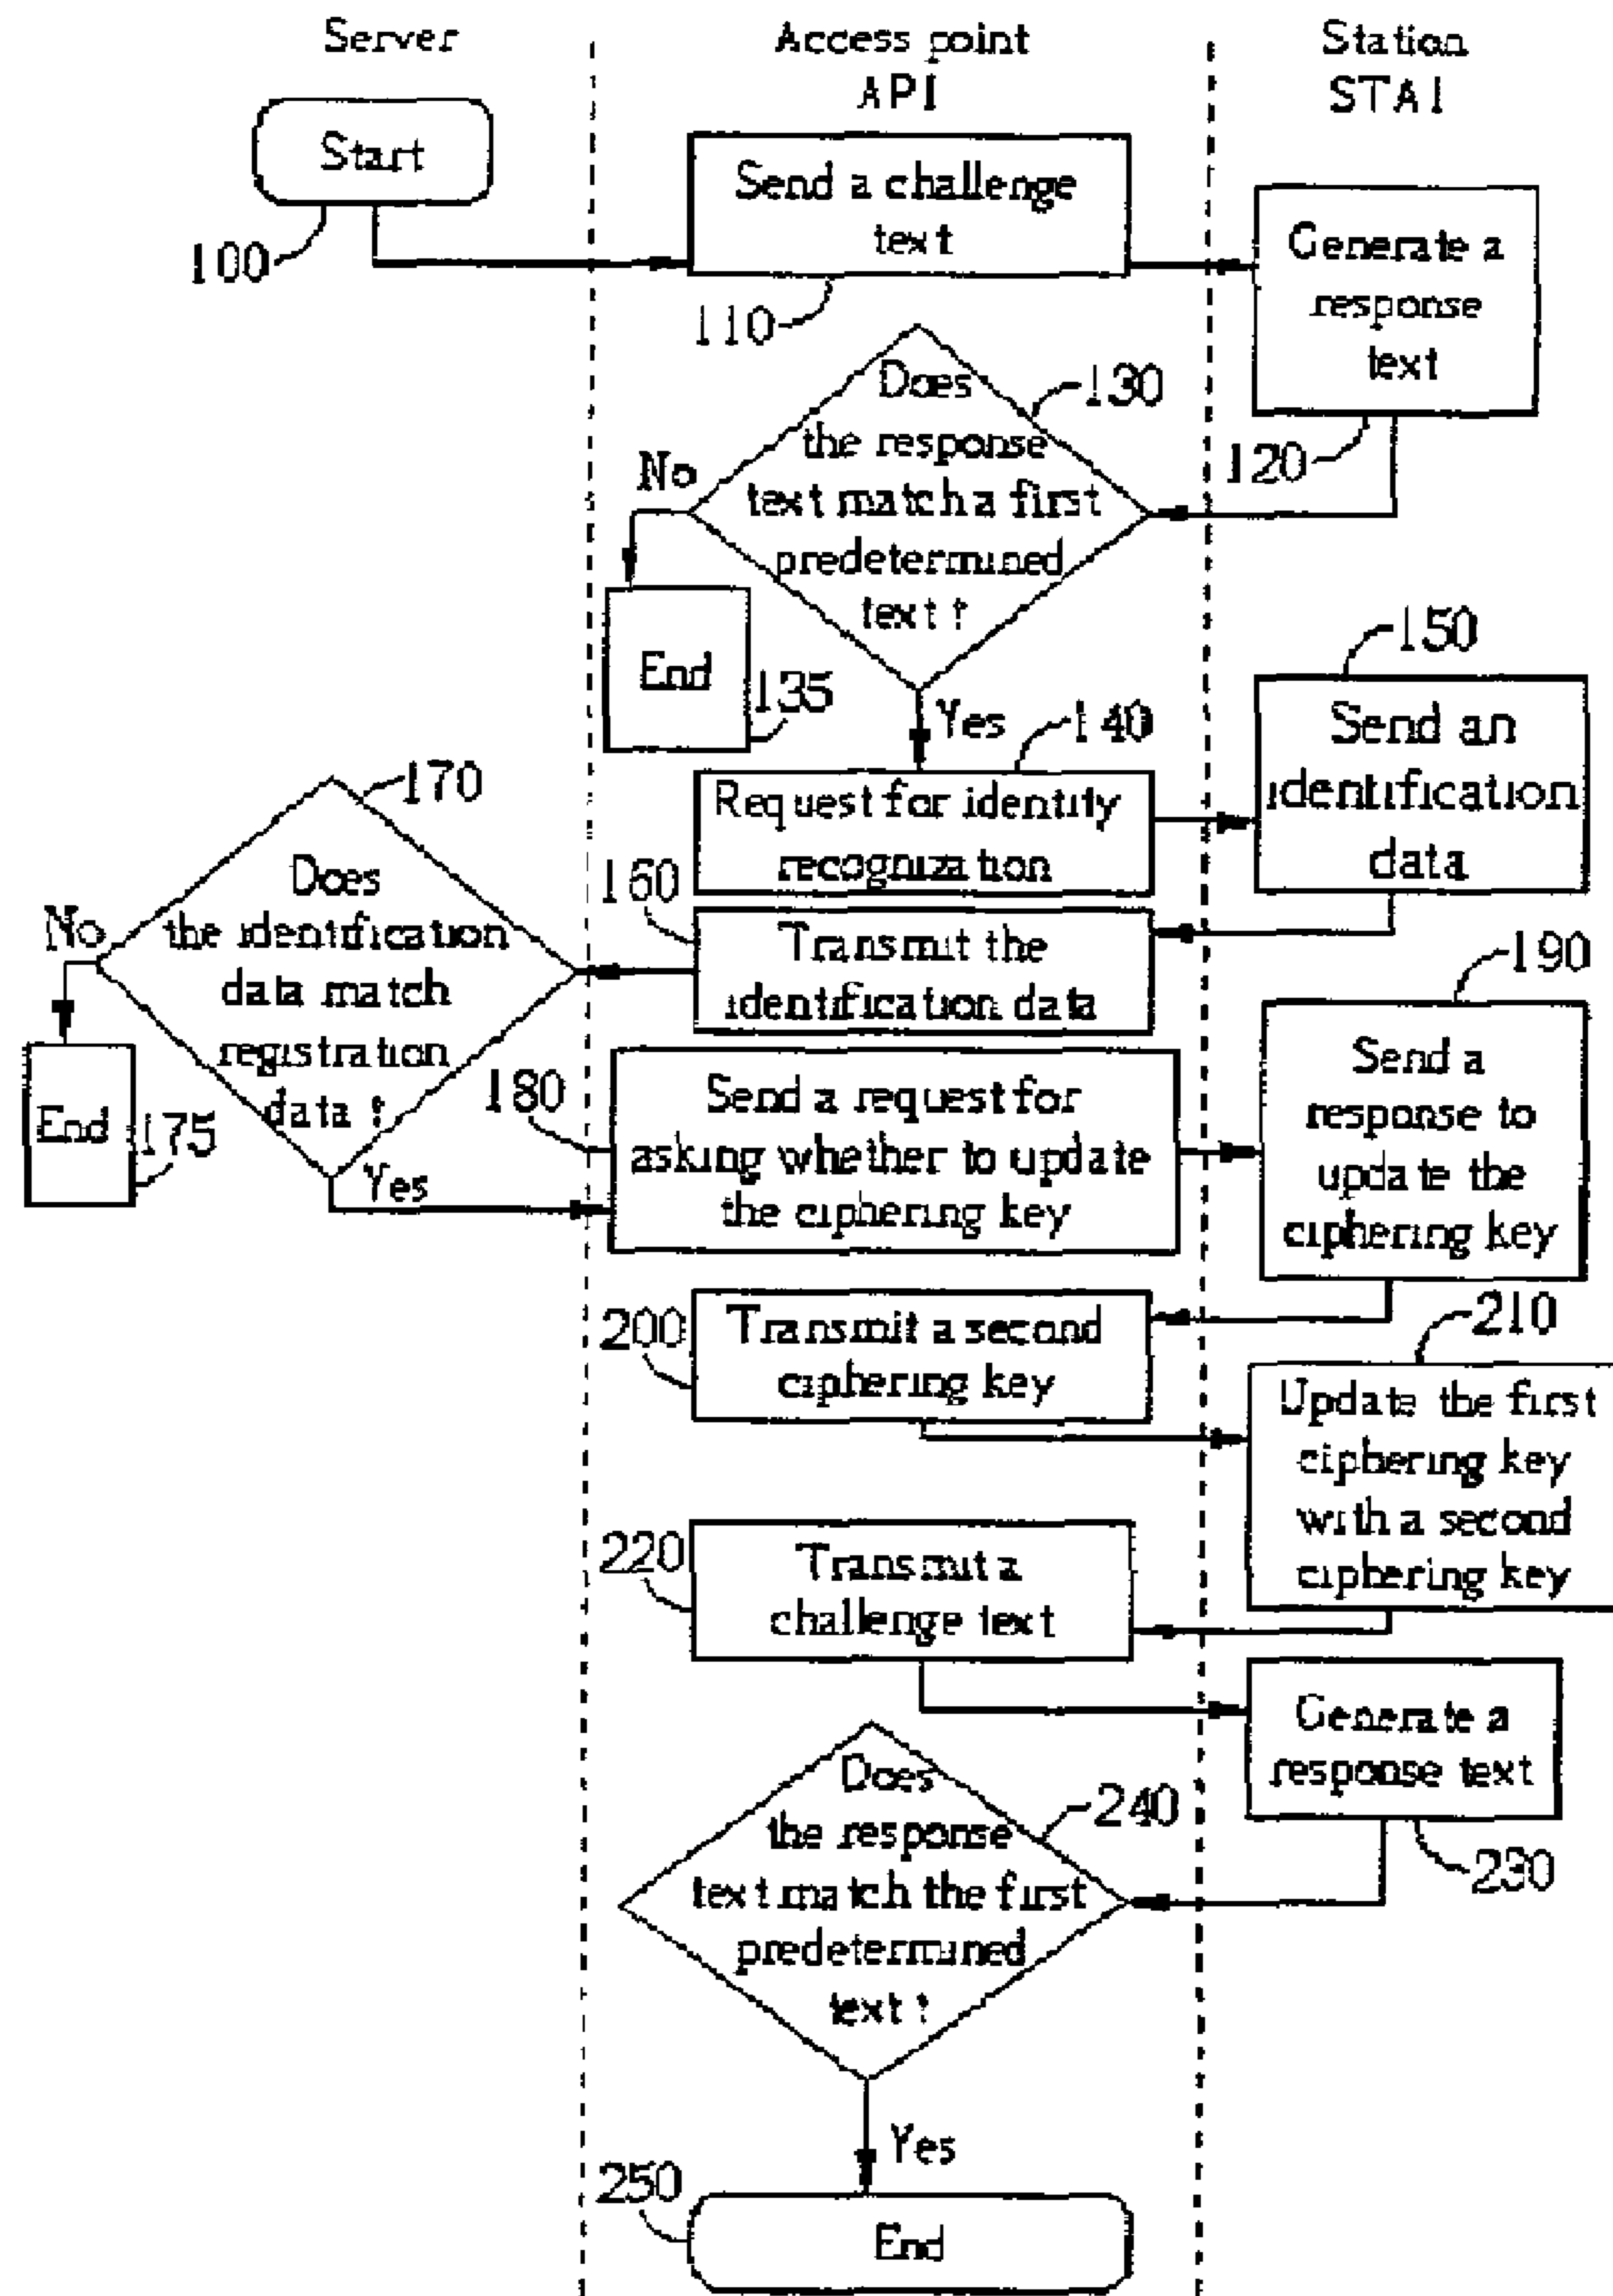 Server
Access point
AP1
Station
STA1
Start
100
Send a challenge
text
110
Generate a
response
text
120
Does
the response
text match a first
predetermined
text ?
130
No
End
135
Yes
140
Request for identity
recognization
150
Send an
identification
data
160
Transmit the
identification data
170
Does
the identification
data match
registration
data ?
No
End
175
Yes
180
Send a request for
asking whether to update
the ciphering key
190
Send a
response to
update the
ciphering key
200
Transmit a second
ciphering key
210
Update the first
ciphering key
with a second
ciphering key
220
Transmit a
challenge text
Generate a
response text
230
Does
the response
text match the first
predetermined
text ?
240
Yes
250
End